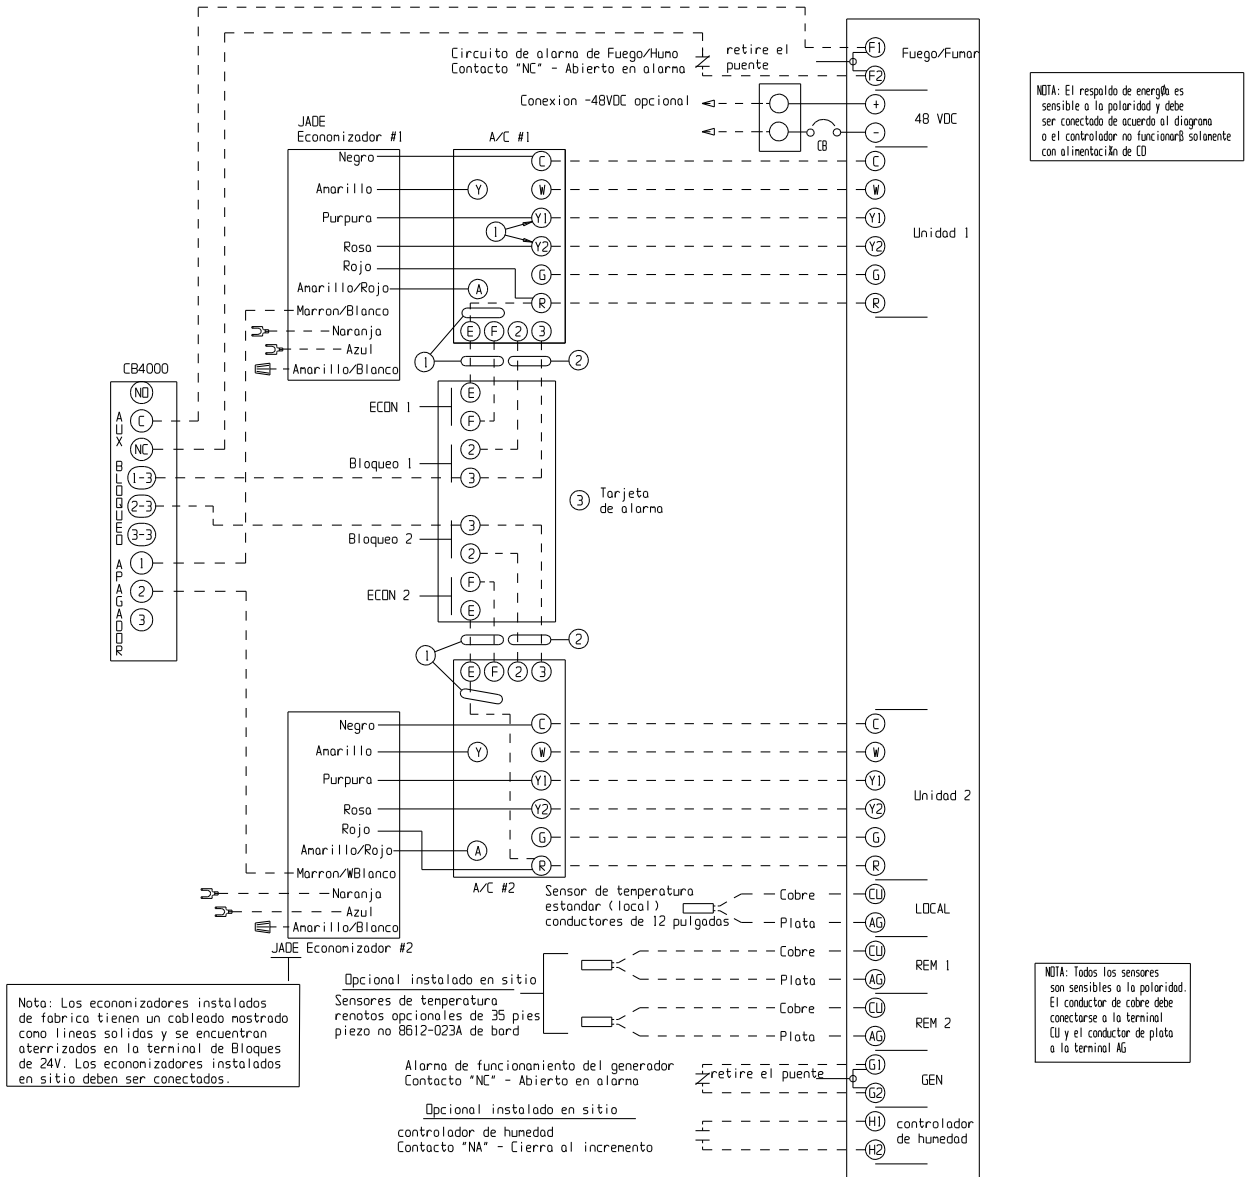 Circuito de alarma de Fuego/Humo
Contacto "NC" - Abierto en alarma
retire el
puente
F1
F2
Fuego/Fumar
Conexion -48VDC opcional
+
-
CB
48 VDC
NOTA: El respaldo de energØa es
sensible a la polaridad y debe
ser conectado de acuerdo al diagrama
o el controlador no funcionarß solamente
con alimentaciXn de CD
JADE
Economizador #1
Negro
Amarillo
Purpura
Rosa
Rojo
Amarillo/Rojo
Marron/Blanco
Naranja
Azul
Amarillo/Blanco
A/C #1
C
Y
W
Y1
1
Y2
G
A
R
E
F
2
3
1
2
C
W
Y1
Y2
G
R
Unidad 1
CB4000
NO
C
NC
1-3
2-3
3-3
1
2
3
AUX BLOQUEO APAGADOR
ECON 1
E
F
Bloqueo 1
2
3
Bloqueo 2
3
2
ECON 2
F
E
3
Tarjeta
de alarma
1
2
E
F
2
3
C
Y
W
Y1
Y2
G
A
R
A/C #2
Negro
Amarillo
Purpura
Rosa
Rojo
Amarillo/Rojo
Marron/WBlanco
Naranja
Azul
Amarillo/Blanco
JADE Economizador #2
C
W
Y1
Y2
G
R
Unidad 2
Sensor de temperatura
estandar (local)
conductores de 12 pulgadas
Cobre
Plata
CU
AG
LOCAL
Opcional instalado en sitio
Sensores de temperatura
remotos opcionales de 35 pies
piezo no 8612-023A de bard
Cobre
Plata
CU
AG
REM 1
Cobre
Plata
CU
AG
REM 2
NOTA: Todos los sensores
son sensibles a la polaridad.
El conductor de cobre debe
conectarse a la terminal
CU y el conductor de plata
a la terminal AG
Nota: Los economizadores instalados
de fabrica tienen un cableado mostrado
como lineas solidas y se encuentran
aterrizados en la terminal de Bloques
de 24V. Los economizadores instalados
en sitio deben ser conectados.
Alarma de funcionamiento del generador
Contacto "NC" - Abierto en alarma
retire el puente
G1
G2
GEN
Opcional instalado en sitio
controlador de humedad
Contacto "NA" - Cierra al incremento
H1
H2
controlador
de humedad